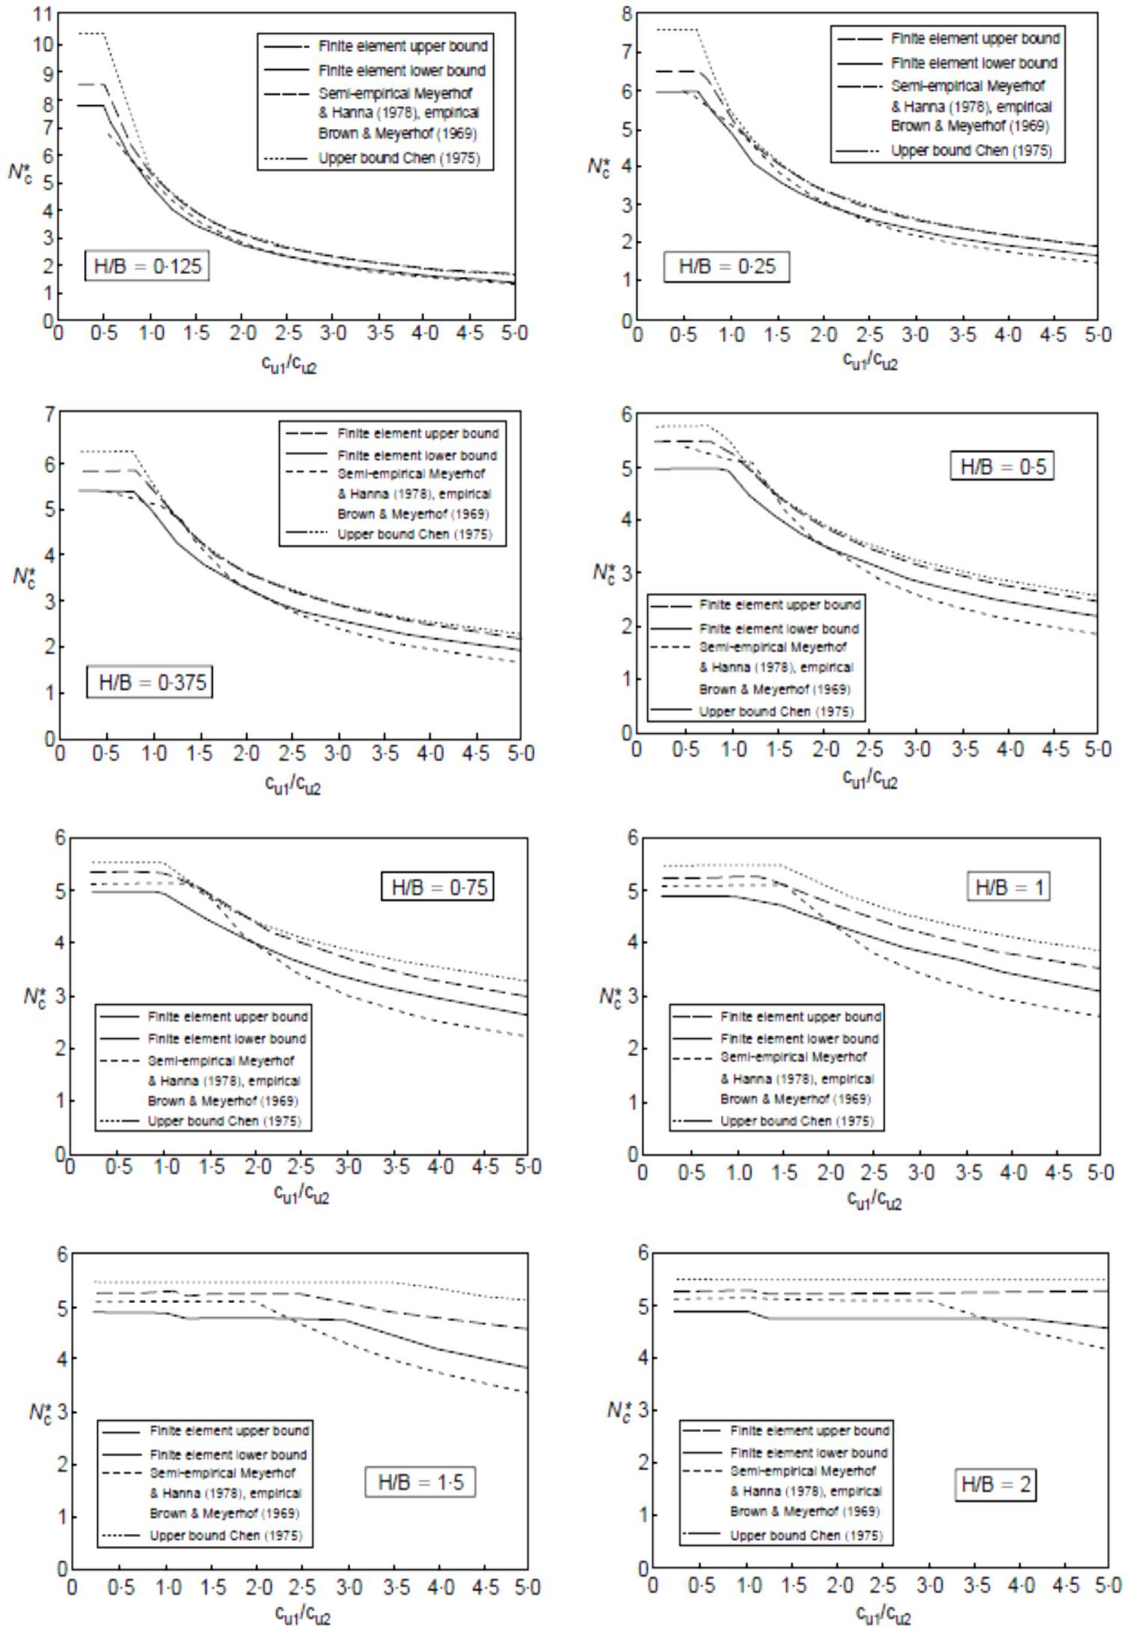 11
10
9
8
7
6
5
4
3
2
1
0
N*c
Finite element upper bound
Finite element lower bound
Semi-empirical Meyerhof
& Hanna (1978), empirical
Brown & Meyerhof (1969)
Upper bound Chen (1975)
H/B = 0·125
0 0·5 1·0 1·5 2·0 2·5 3·0 3·5 4·0 4·5 5·0
cu1/cu2
8
7
6
5
4
3
2
1
0
N*c
Finite element upper bound
Finite element lower bound
Semi-empirical Meyerhof
& Hanna (1978), empirical
Brown & Meyerhof (1969)
Upper bound Chen (1975)
H/B = 0·25
0 0·5 1·0 1·5 2·0 2·5 3·0 3·5 4·0 4·5 5·0
cu1/cu2
7
6
5
4
3
2
1
0
N*c
Finite element upper bound
Finite element lower bound
Semi-empirical Meyerhof
& Hanna (1978), empirical
Brown & Meyerhof (1969)
Upper bound Chen (1975)
H/B = 0·375
0 0·5 1·0 1·5 2·0 2·5 3·0 3·5 4·0 4·5 5·0
cu1/cu2
6
5
4
3
2
1
0
N*c
H/B = 0·5
Finite element upper bound
Finite element lower bound
Semi-empirical Meyerhof
& Hanna (1978), empirical
Brown & Meyerhof (1969)
Upper bound Chen (1975)
0 0·5 1·0 1·5 2·0 2·5 3·0 3·5 4·0 4·5 5·0
cu1/cu2
6
5
4
3
2
1
0
N*c
H/B = 0·75
Finite element upper bound
Finite element lower bound
Semi-empirical Meyerhof
& Hanna (1978), empirical
Brown & Meyerhof (1969)
Upper bound Chen (1975)
0 0·5 1·0 1·5 2·0 2·5 3·0 3·5 4·0 4·5 5·0
cu1/cu2
6
5
4
3
2
1
0
N*c
H/B = 1
Finite element upper bound
Finite element lower bound
Semi-empirical Meyerhof
& Hanna (1978), empirical
Brown & Meyerhof (1969)
Upper bound Chen (1975)
0 0·5 1·0 1·5 2·0 2·5 3·0 3·5 4·0 4·5 5·0
cu1/cu2
6
5
4
N*c 3
2
1
0
Finite element upper bound
Finite element lower bound
Semi-empirical Meyerhof
& Hanna (1978), empirical
Brown & Meyerhof (1969)
Upper bound Chen (1975)
H/B = 1·5
0 0·5 1·0 1·5 2·0 2·5 3·0 3·5 4·0 4·5 5·0
cu1/cu2
6
5
4
N*c 3
2
1
0
Finite element upper bound
Finite element lower bound
Semi-empirical Meyerhof
& Hanna (1978), empirical
Brown & Meyerhof (1969)
Upper bound Chen (1975)
H/B = 2
0 0·5 1·0 1·5 2·0 2·5 3·0 3·5 4·0 4·5 5·0
cu1/cu2